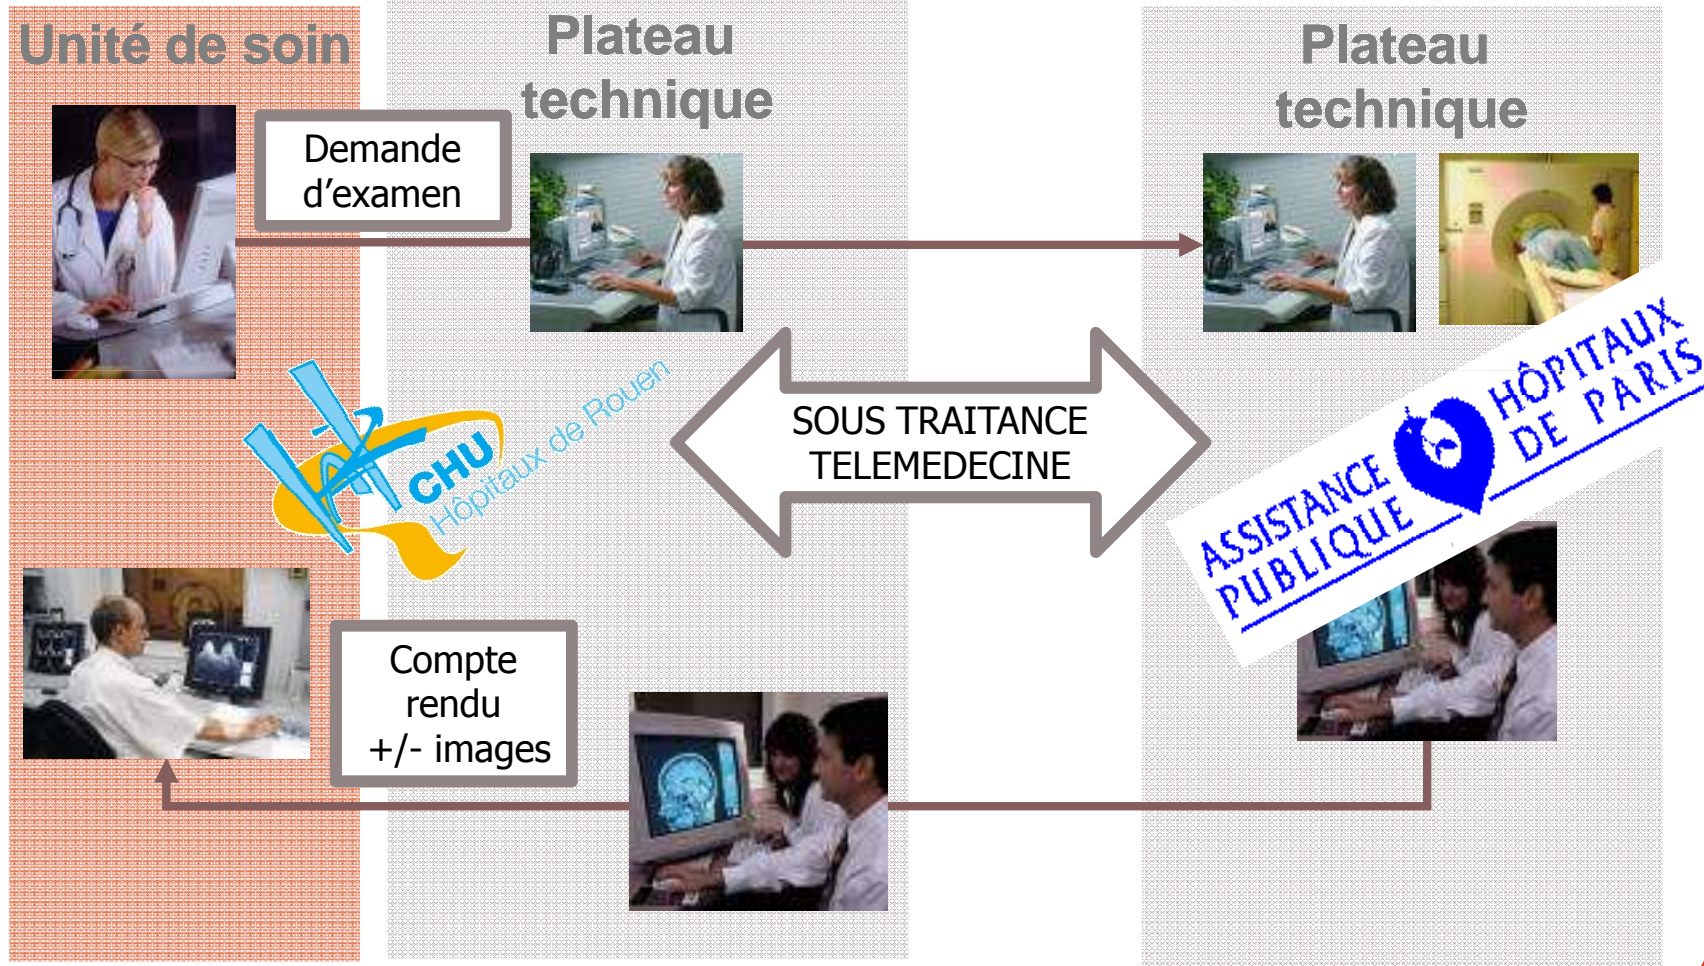 Unité de soin
Plateau
technique
Plateau
technique
Demande
d’examen
SOUS TRAITANCE
TELEMEDECINE
CHU
Hôpitaux de Rouen
ASSISTANCE
PUBLIQUE
HÔPITAUX
DE PARIS
Compte
rendu
+/- images